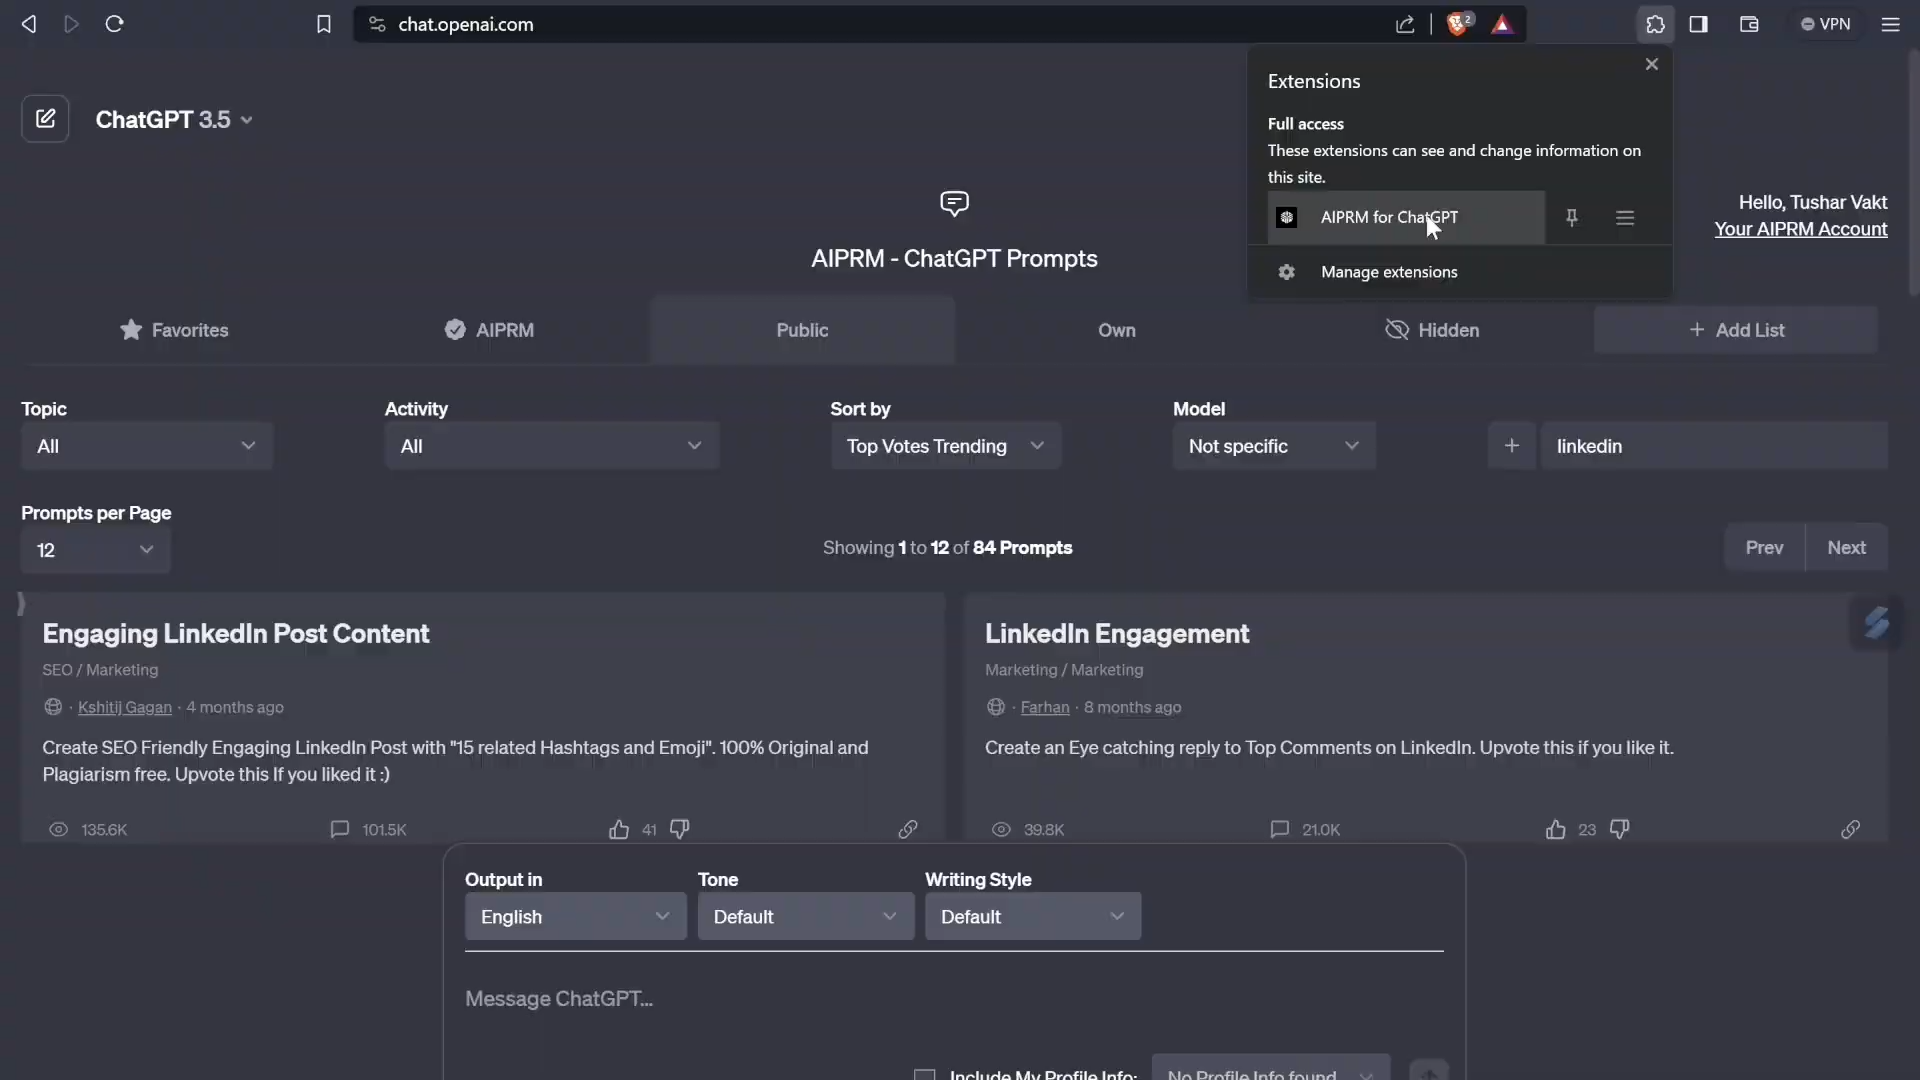 chat.openai.com
2
VPN
Extensions
Full access
These extensions can see and change information on
this site.
AIPRM for ChatGPT
Manage extensions
ChatGPT 3.5
Hello, Tushar Vakt
Your AIPRM Account
AIPRM - ChatGPT Prompts
Favorites
AIPRM
Public
Own
Hidden
+ Add List
Topic
Activity
Sort by
Model
All
All
Top Votes Trending
Not specific
+
linkedin
Prompts per Page
12
Showing 1 to 12 of 84 Prompts
Prev
Next
Engaging LinkedIn Post Content
SEO / Marketing
· Kshitij Gagan · 4 months ago
Create SEO Friendly Engaging LinkedIn Post with "15 related Hashtags and Emoji". 100% Original and
Plagiarism free. Upvote this If you liked it :)
135.6K
101.5K
41
LinkedIn Engagement
Marketing / Marketing
· Farhan · 8 months ago
Create an Eye catching reply to Top Comments on LinkedIn. Upvote this if you like it.
39.8K
21.0K
23
Output in
Tone
Writing Style
English
Default
Default
Message ChatGPT...
Include My Profile Info:
No Profile Info found